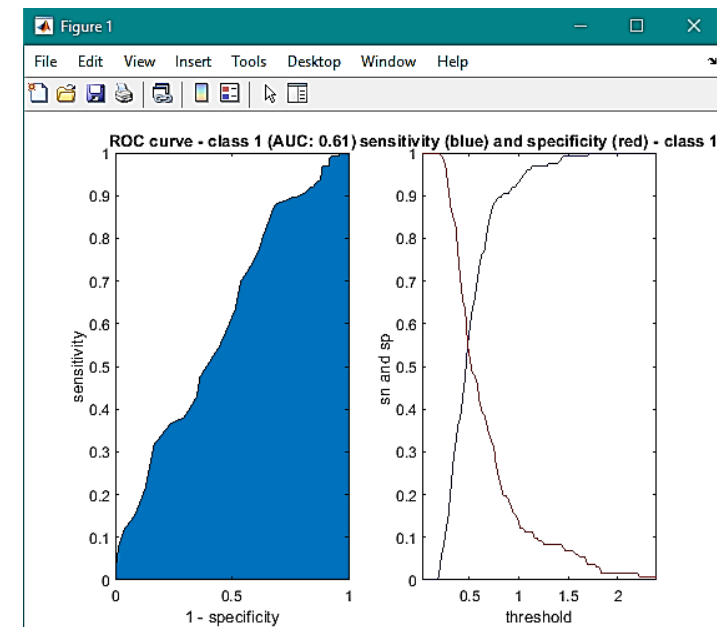 Figure 1
File Edit View Insert Tools Desktop Window Help
ROC curve - class 1 (AUC: 0.61)
1
0.9
0.8
0.7
0.6
0.5
0.4
0.3
0.2
0.1
0
sensitivity
0 0.5 1
1 - specificity
sensitivity (blue) and specificity (red) - class 1
1
0.9
0.8
0.7
0.6
0.5
0.4
0.3
0.2
0.1
0
sn and sp
0.5 1 1.5 2
threshold